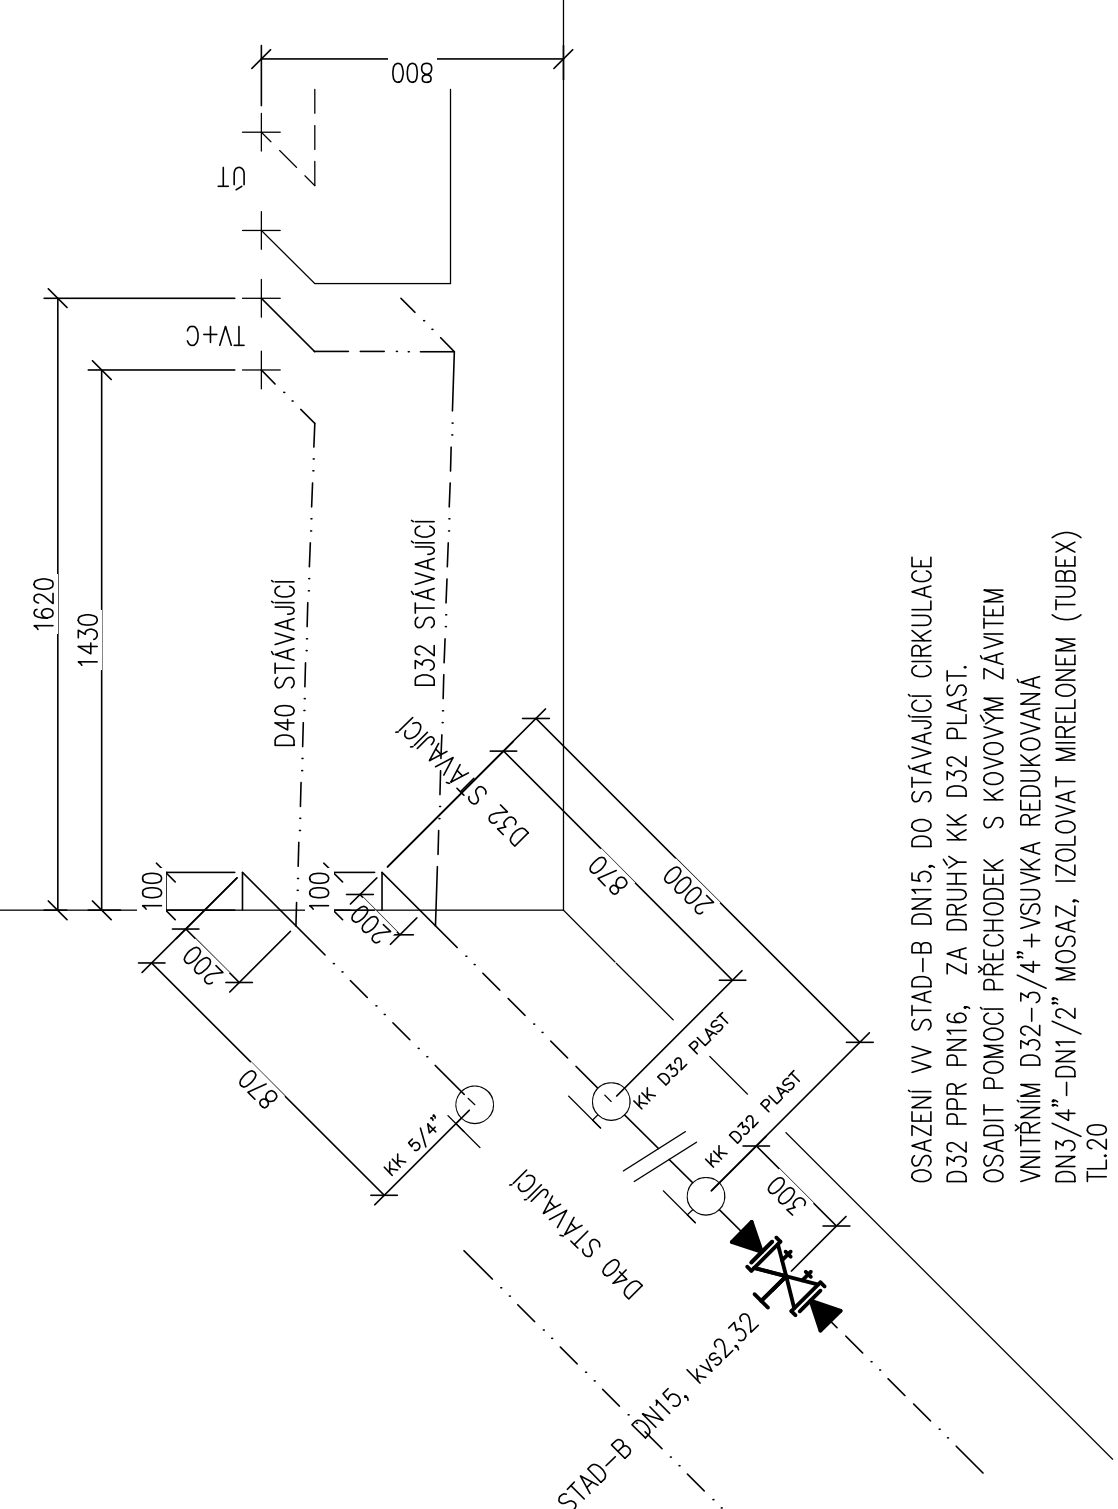 800
ÚT
TV+C
1620
1430
D40 STÁVAJÍCÍ
D32 STÁVAJÍCÍ
D32 STÁVAJÍCÍ
100
100
200
200
870
870
2000
KK 5/4"
KK D32 PLAST
KK D32 PLAST
300
D40 STÁVAJÍCÍ
STAD-B DN15, kvs2,32
OSAZENÍ VV STAD-B DN15, DO STÁVAJÍCÍ CIRKULACE
D32 PPR PN16, ZA DRUHÝ KK D32 PLAST.
OSADIT POMOCÍ PŘECHODEK S KOVOVÝM ZÁVITEM
VNITŘNÍM D32-3/4"+VSUVKA REDUKOVANÁ
DN3/4"-DN1/2" MOSAZ, IZOLOVAT MIRELONEM (TUBEX)
TL.20